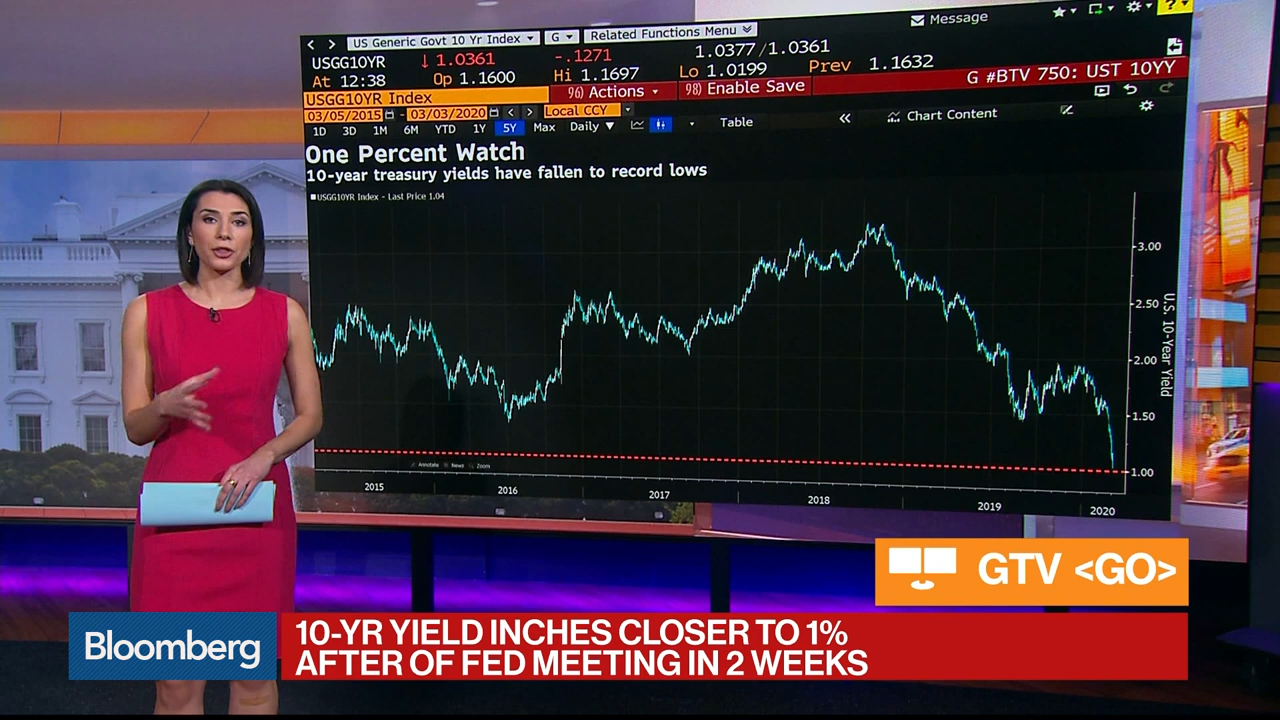 US Generic Govt 10 Yr Index G Related Functions Menu Message
USGG10YR ↓ 1.0361 -.1271 1.0377/1.0361
At 12:38 Op 1.1600 Hi 1.1697 Lo 1.0199 Prev 1.1632
USGG10YR Index 96) Actions 98) Enable Save G #BTV 750: UST 10YY
03/05/2015 - 03/03/2020 Local CCY
1D 3D 1M 6M YTD 1Y 5Y Max Daily ▼ Table « Chart Content
One Percent Watch
10-year treasury yields have fallen to record lows
USGG10YR Index - Last Price 1.04
3.00
2.50
2.00
1.50
1.00
U.S. 10-Year Yield
Annotate News Zoom
2015 2016 2017 2018 2019 2020
GTV <GO>
Bloomberg
10-YR YIELD INCHES CLOSER TO 1%
AFTER OF FED MEETING IN 2 WEEKS